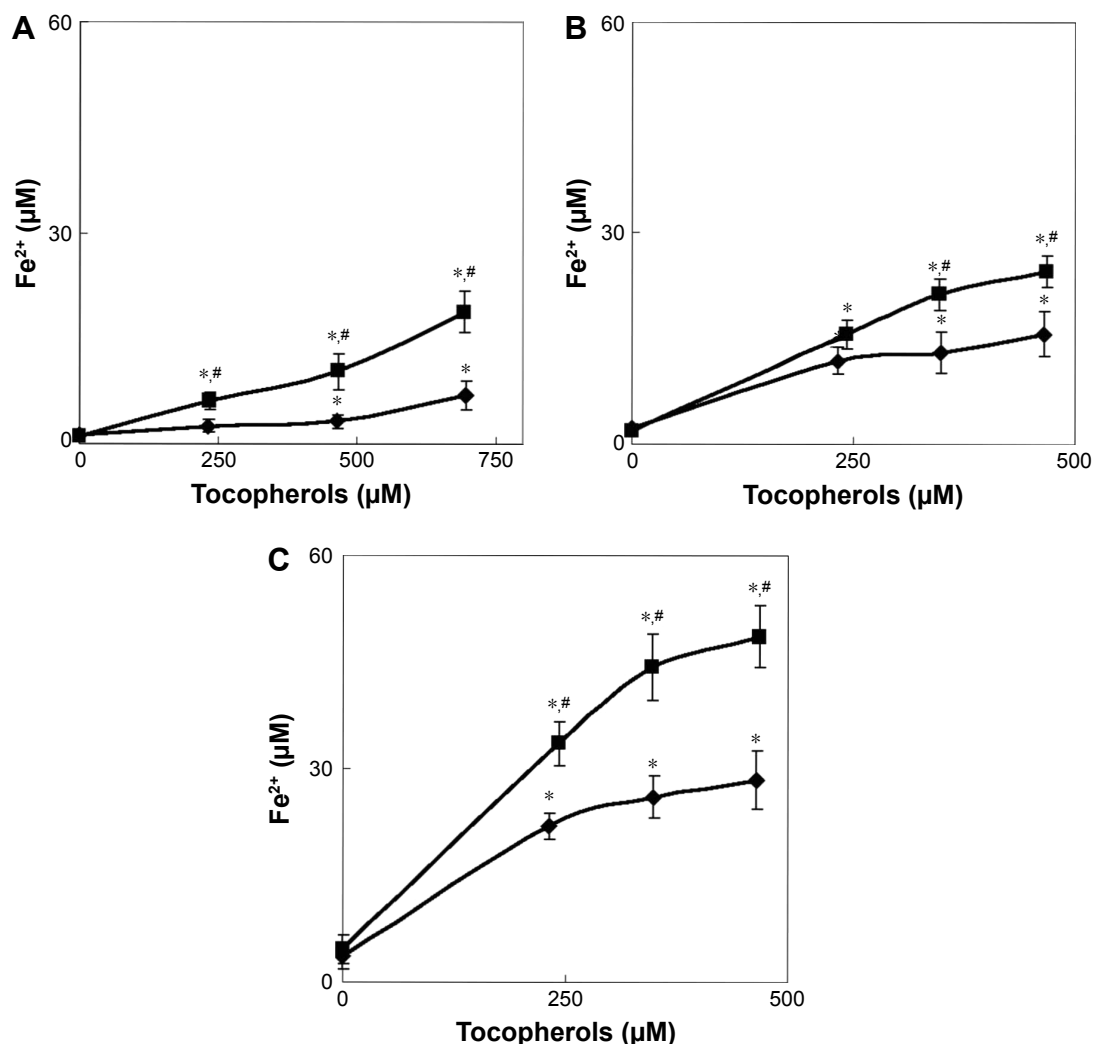 A
60
30
0
Fe²⁺ (µM)
*,#
*,#
*,#
*
*
0 250 500 750
Tocopherols (µM)
B
60
30
0
Fe²⁺ (µM)
*,#
*,#
*
*
*
*
0 250 500
Tocopherols (µM)
C
60
30
0
Fe²⁺ (µM)
*,#
*,#
*,#
*
*
*
0 250 500
Tocopherols (µM)